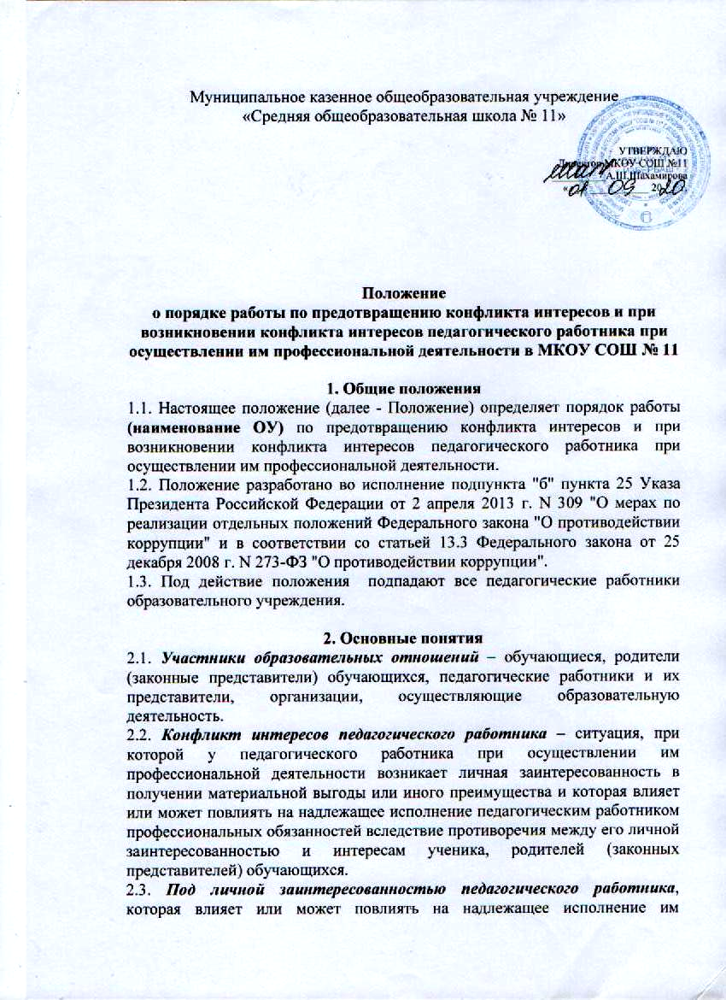 Муниципальное казенное общеобразовательная учреждение
«Средняя общеобразовательная школа № 11»
УТВЕРЖДАЮ
Директор МКОУ СОШ №11
А.Ш.Шахамирова
«01 09 2020
Положение
о порядке работы по предотвращению конфликта интересов и при
возникновении конфликта интересов педагогического работника при
осуществлении им профессиональной деятельности в МКОУ СОШ № 11
1. Общие положения
1.1. Настоящее положение (далее - Положение) определяет порядок работы
(наименование ОУ) по предотвращению конфликта интересов и при
возникновении конфликта интересов педагогического работника при
осуществлении им профессиональной деятельности.
1.2. Положение разработано во исполнение подпункта "б" пункта 25 Указа
Президента Российской Федерации от 2 апреля 2013 г. N 309 "О мерах по
реализации отдельных положений Федерального закона "О противодействии
коррупции" и в соответствии со статьей 13.3 Федерального закона от 25
декабря 2008 г. N 273-ФЗ "О противодействии коррупции".
1.3. Под действие положения подпадают все педагогические работники
образовательного учреждения.
2. Основные понятия
2.1. Участники образовательных отношений – обучающиеся, родители
(законные представители) обучающихся, педагогические работники и их
представители, организации, осуществляющие образовательную
деятельность.
2.2. Конфликт интересов педагогического работника – ситуация, при
которой у педагогического работника при осуществлении им
профессиональной деятельности возникает личная заинтересованность в
получении материальной выгоды или иного преимущества и которая влияет
или может повлиять на надлежащее исполнение педагогическим работником
профессиональных обязанностей вследствие противоречия между его личной
заинтересованностью и интересам ученика, родителей (законных
представителей) обучающихся.
2.3. Под личной заинтересованностью педагогического работника,
которая влияет или может повлиять на надлежащее исполнение им